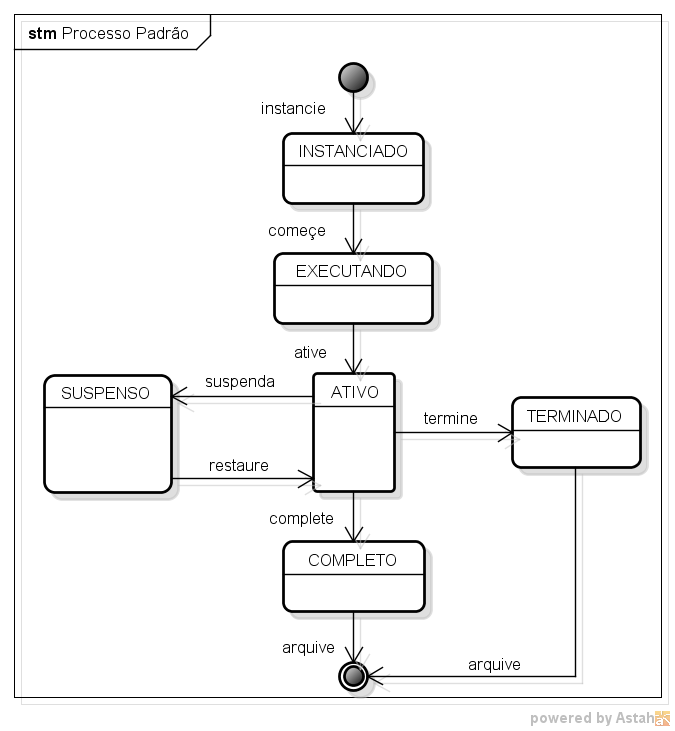 stm Processo Padrão
instancie
INSTANCIADO
começe
EXECUTANDO
ative
SUSPENSO
suspenda
ATIVO
termine
TERMINADO
restaure
complete
COMPLETO
arquive
arquive
powered by Astah